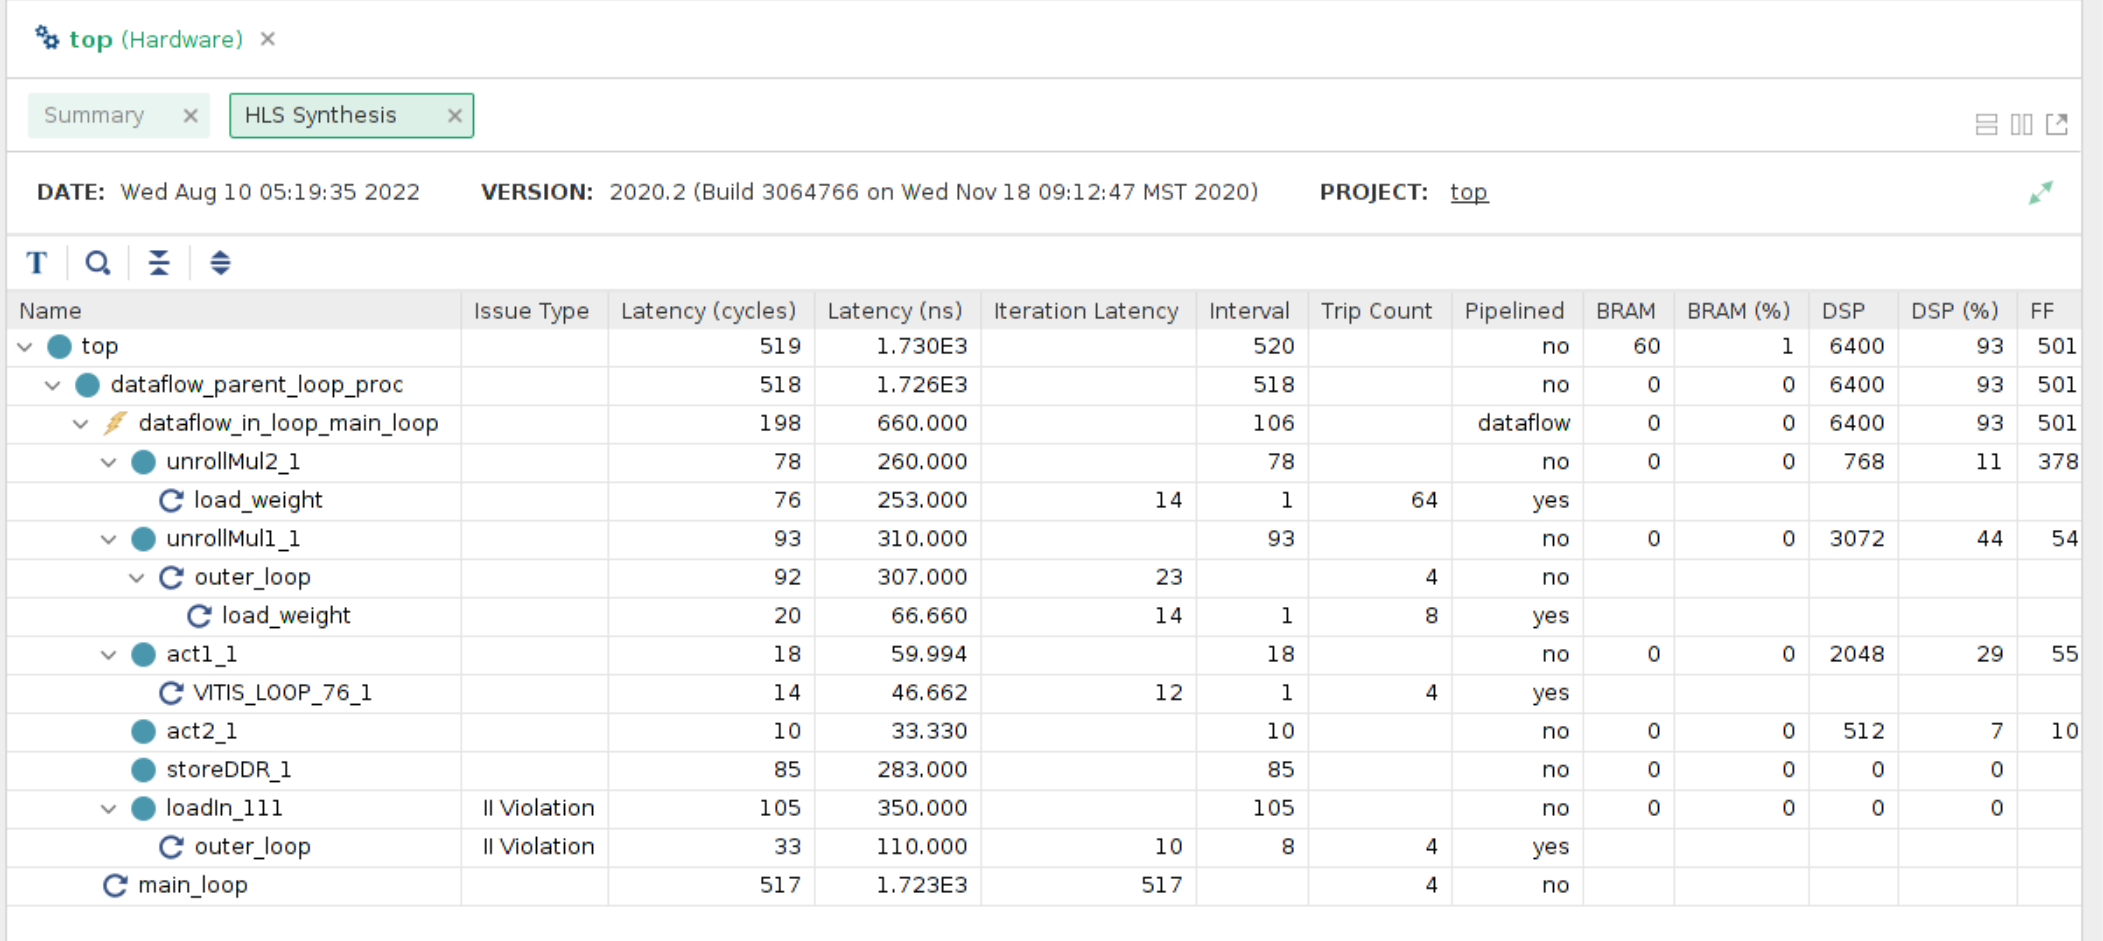 top (Hardware) ×
Summary × HLS Synthesis ×
DATE: Wed Aug 10 05:19:35 2022 VERSION: 2020.2 (Build 3064766 on Wed Nov 18 09:12:47 MST 2020) PROJECT: top
T
Name Issue Type Latency (cycles) Latency (ns) Iteration Latency Interval Trip Count Pipelined BRAM BRAM (%) DSP DSP (%) FF
top 519 1.730E3 520 no 60 1 6400 93 501
dataflow_parent_loop_proc 518 1.726E3 518 no 0 0 6400 93 501
dataflow_in_loop_main_loop 198 660.000 106 dataflow 0 0 6400 93 501
unrollMul2_1 78 260.000 78 no 0 0 768 11 378
load_weight 76 253.000 14 1 64 yes
unrollMul1_1 93 310.000 93 no 0 0 3072 44 54
outer_loop 92 307.000 23 4 no
load_weight 20 66.660 14 1 8 yes
act1_1 18 59.994 18 no 0 0 2048 29 55
VITIS_LOOP_76_1 14 46.662 12 1 4 yes
act2_1 10 33.330 10 no 0 0 512 7 10
storeDDR_1 85 283.000 85 no 0 0 0 0
loadIn_111 II Violation 105 350.000 105 no 0 0 0 0
outer_loop II Violation 33 110.000 10 8 4 yes
main_loop 517 1.723E3 517 4 no